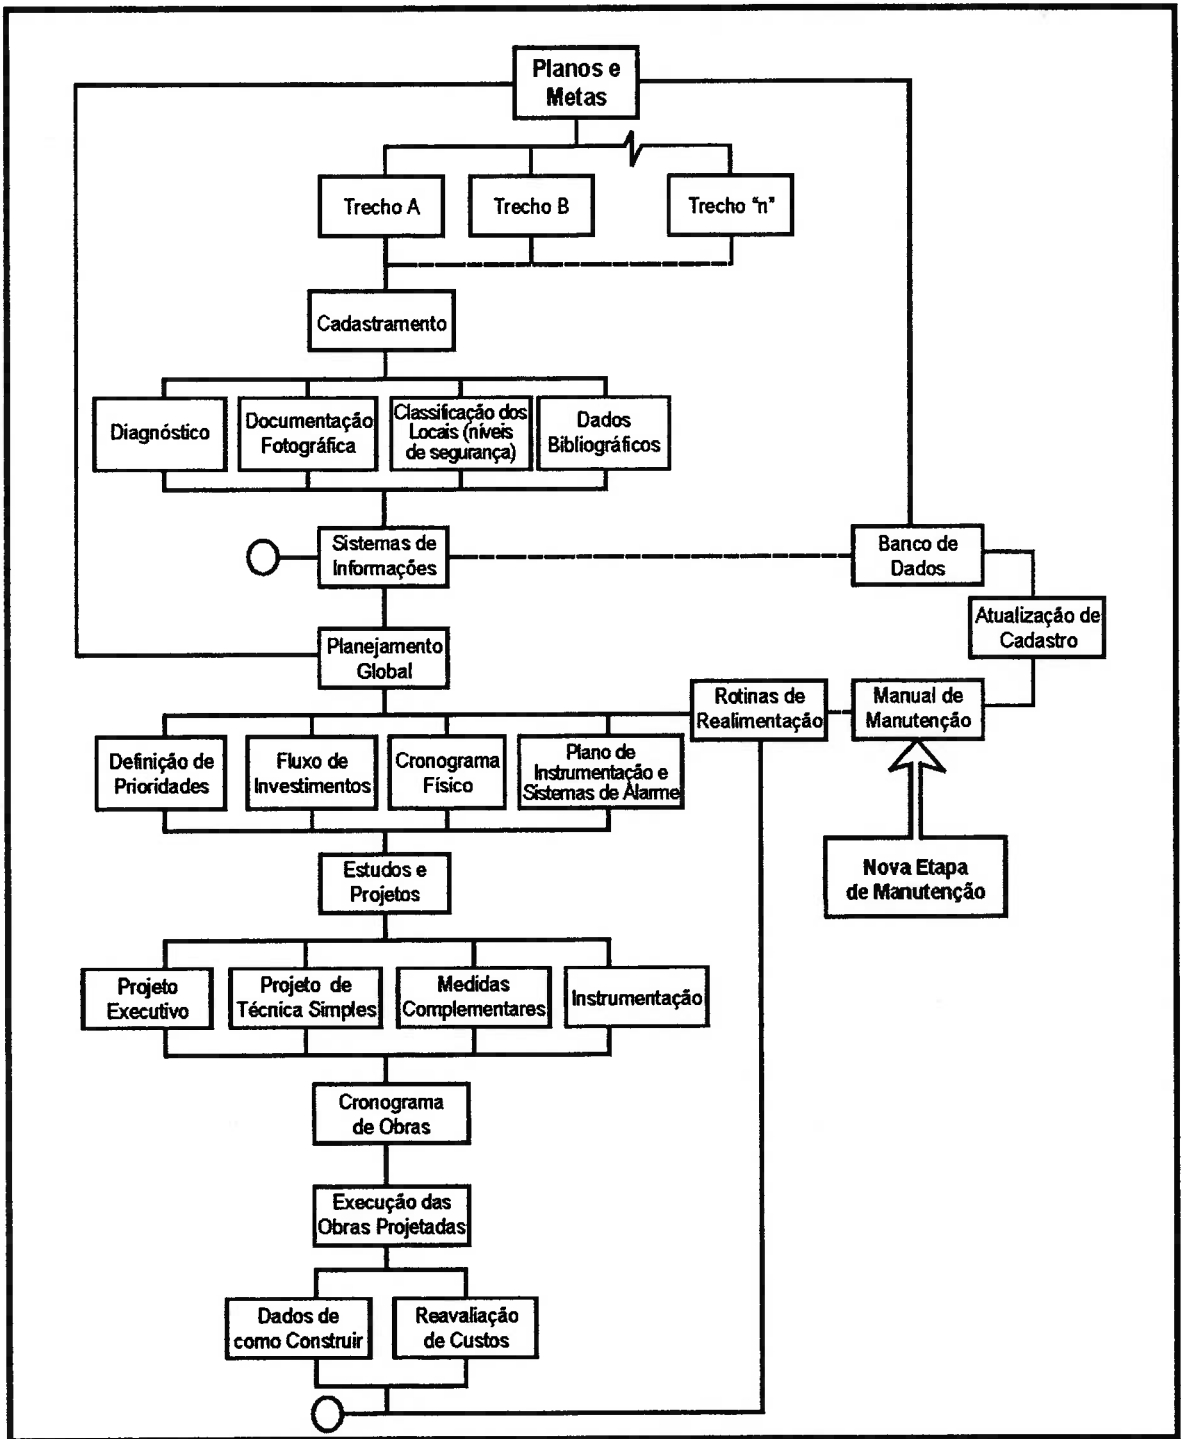 Planos e
Metas
Trecho A
Trecho B
Trecho "n"
Cadastramento
Diagnóstico
Documentação
Fotográfica
Classificação dos
Locais (níveis
de segurança)
Dados
Bibliográficos
Sistemas de
Informações
Banco de
Dados
Atualização de
Cadastro
Planejamento
Global
Rotinas de
Realimentação
Manual de
Manutenção
Definição de
Prioridades
Fluxo de
Investimentos
Cronograma
Físico
Plano de
Instrumentação e
Sistemas de Alarme
Nova Etapa
de Manutenção
Estudos e
Projetos
Projeto
Executivo
Projeto de
Técnica Simples
Medidas
Complementares
Instrumentação
Cronograma
de Obras
Execução das
Obras Projetadas
Dados de
como Construir
Reavaliação
de Custos